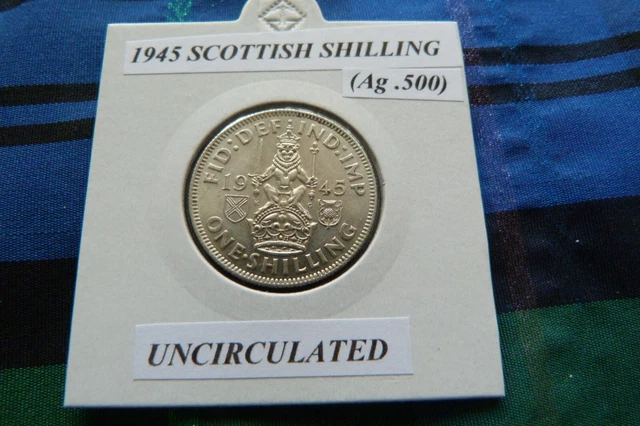 1945 SCOTTISH SHILLING
(Ag .500)
FID:DEF IND:IMP
19 45
ONE·SHILLING
UNCIRCULATED